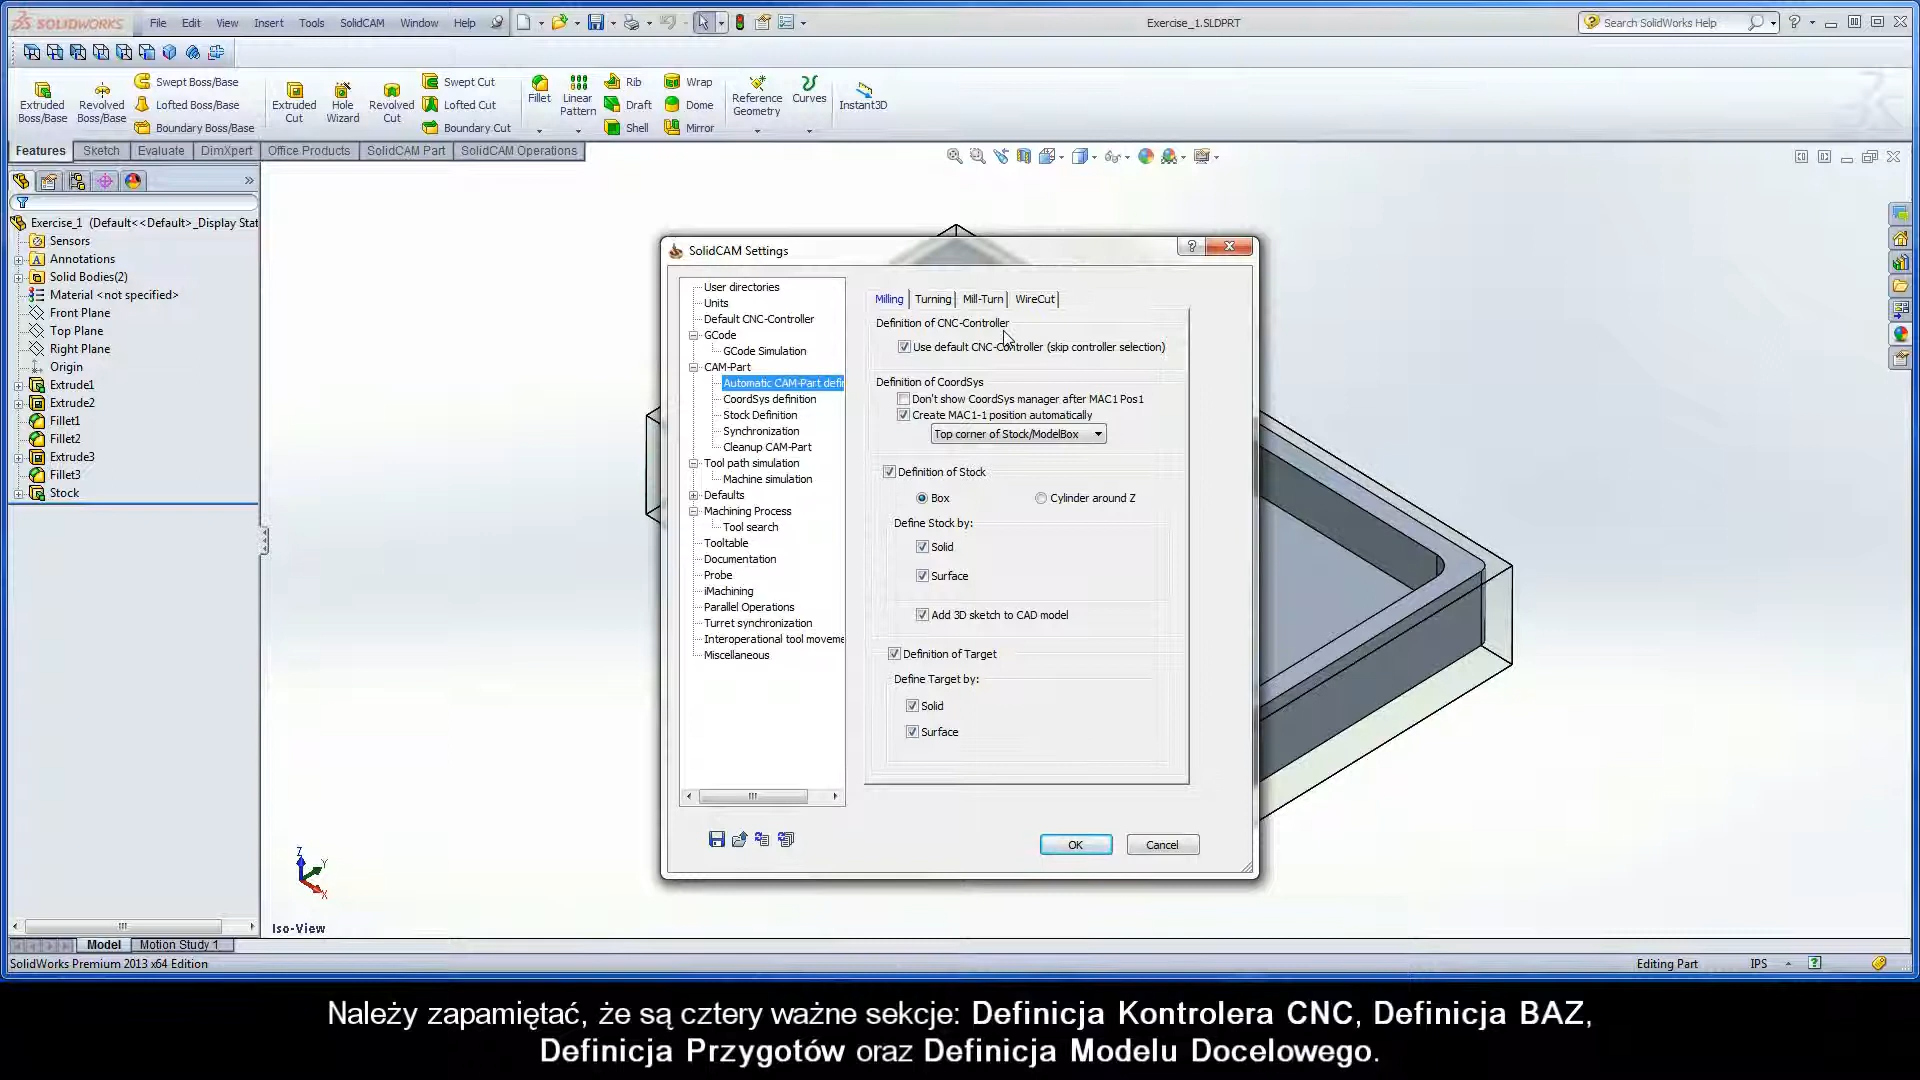 SOLIDWORKS File Edit View Insert Tools SolidCAM Window Help Exercise_1.SLDPRT Search SolidWorks Help
Extruded Boss/Base
Revolved Boss/Base
Swept Boss/Base
Lofted Boss/Base
Boundary Boss/Base
Extruded Cut
Hole Wizard
Revolved Cut
Swept Cut
Lofted Cut
Boundary Cut
Fillet
Linear Pattern
Rib
Draft
Shell
Wrap
Dome
Mirror
Reference Geometry
Curves
Instant3D
Features Sketch Evaluate DimXpert Office Products SolidCAM Part SolidCAM Operations
Exercise_1 (Default<<Default>_Display Stat
Sensors
Annotations
Solid Bodies(2)
Material <not specified>
Front Plane
Top Plane
Right Plane
Origin
Extrude1
Extrude2
Fillet1
Fillet2
Extrude3
Fillet3
Stock
SolidCAM Settings
User directories
Units
Default CNC-Controller
GCode
GCode Simulation
CAM-Part
Automatic CAM-Part defin
CoordSys definition
Stock Definition
Synchronization
Cleanup CAM-Part
Tool path simulation
Machine simulation
Defaults
Machining Process
Tool search
Tooltable
Documentation
Probe
iMachining
Parallel Operations
Turret synchronization
Interoperational tool moveme
Miscellaneous
Milling Turning Mill-Turn WireCut
Definition of CNC-Controller
Use default CNC-Controller (skip controller selection)
Definition of CoordSys
Don't show CoordSys manager after MAC1 Pos1
Create MAC1-1 position automatically
Top corner of Stock/ModelBox
Definition of Stock
Box Cylinder around Z
Define Stock by:
Solid
Surface
Add 3D sketch to CAD model
Definition of Target
Define Target by:
Solid
Surface
OK Cancel
Z
Y
X
Iso-View
Model Motion Study 1
SolidWorks Premium 2013 x64 Edition Editing Part IPS
Należy zapamiętać, że są cztery ważne sekcje: Definicja Kontrolera CNC, Definicja BAZ,
Definicja Przygotów oraz Definicja Modelu Docelowego.